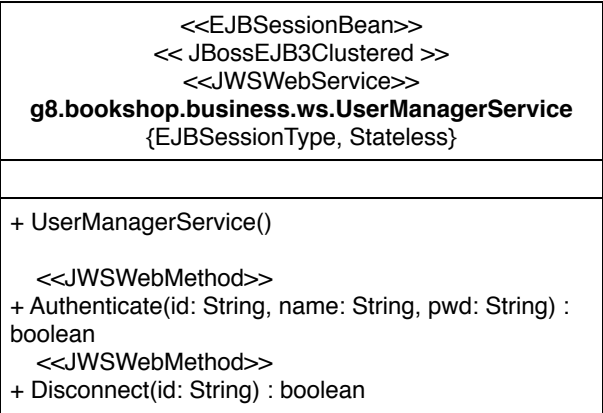 <<EJBSessionBean>>
<< JBossEJB3Clustered >>
<<JWSWebService>>
g8.bookshop.business.ws.UserManagerService
{EJBSessionType, Stateless}
+ UserManagerService()
<<JWSWebMethod>>
+ Authenticate(id: String, name: String, pwd: String) :
boolean
<<JWSWebMethod>>
+ Disconnect(id: String) : boolean